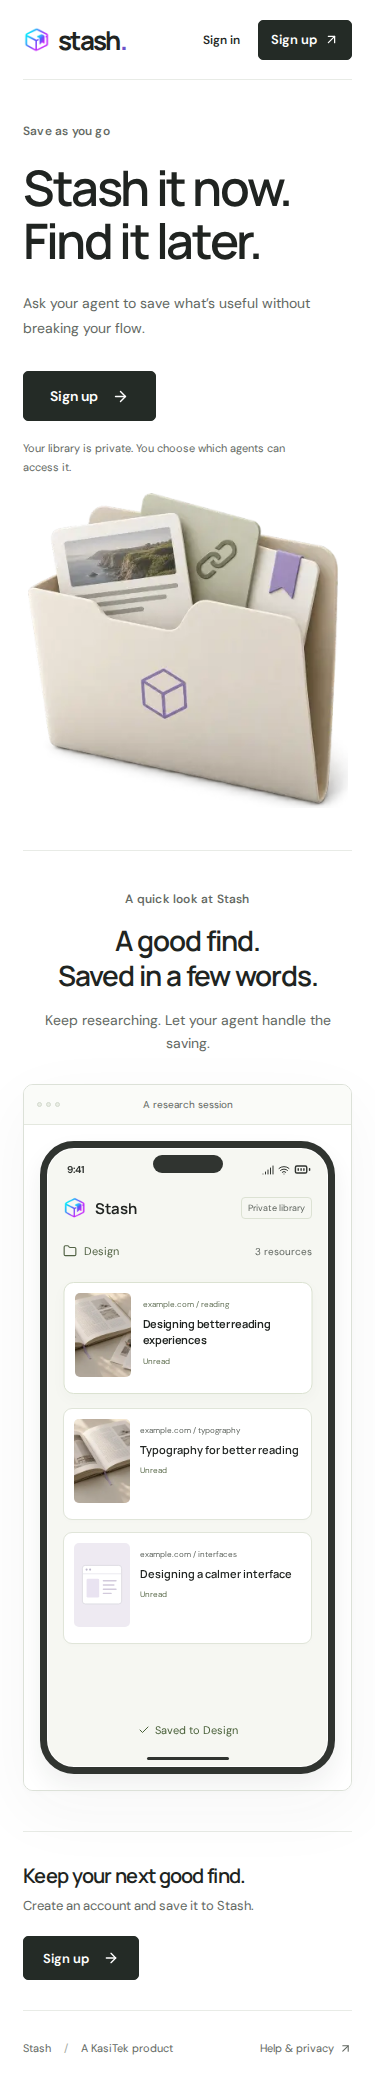 stash.
Sign in
Sign up
Save as you go
Stash it now.
Find it later.
Ask your agent to save what's useful without
breaking your flow.
Sign up
Your library is private. You choose which agents can
access it.
A quick look at Stash
A good find.
Saved in a few words.
Keep researching. Let your agent handle the
saving.
A research session
9:41
Stash
Private library
Design
3 resources
example.com / reading
Designing better reading
experiences
Unread
example.com / typography
Typography for better reading
Unread
example.com / interfaces
Designing a calmer interface
Unread
Saved to Design
Keep your next good find.
Create an account and save it to Stash.
Sign up
Stash / A KasiTek product
Help & privacy